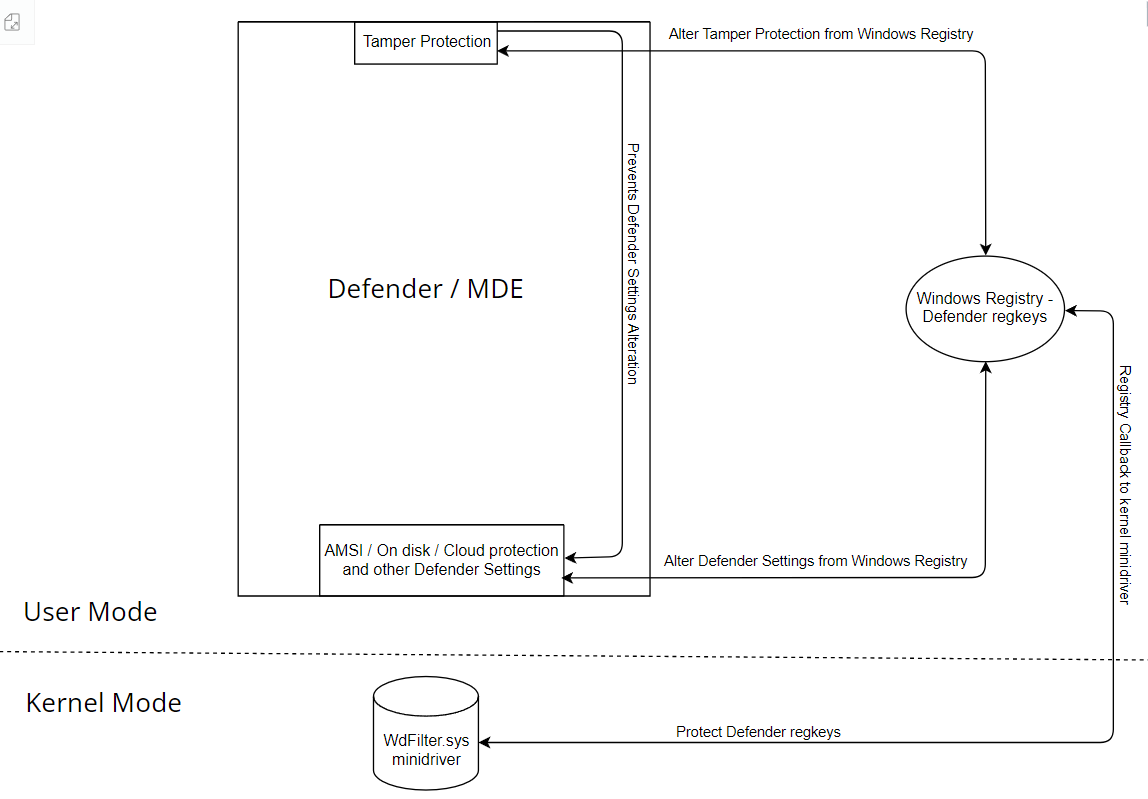 Tamper Protection
Alter Tamper Protection from Windows Registry
Prevents Defender Settings Alteration
Defender / MDE
Windows Registry -
Defender regkeys
Registry Callback to kernel minidriver
AMSI / On disk / Cloud protection
and other Defender Settings
Alter Defender Settings from Windows Registry
User Mode
Kernel Mode
WdFilter.sys
minidriver
Protect Defender regkeys